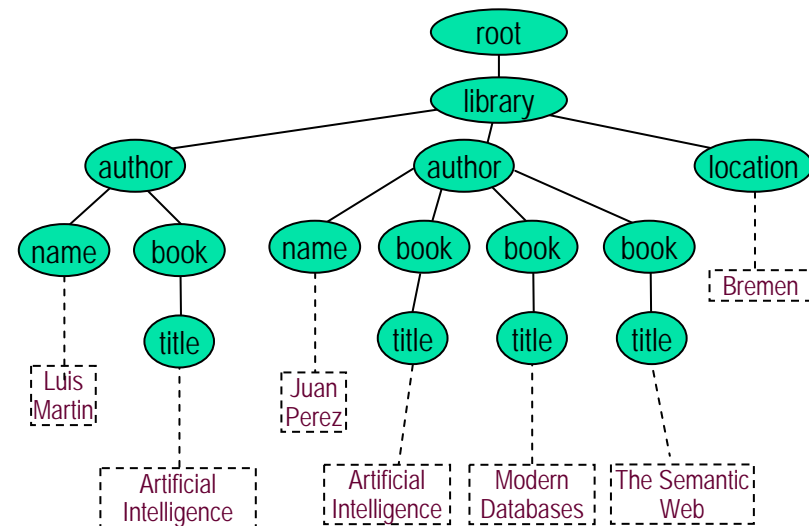 root
library
author
author
location
name
book
name
book
book
book
Bremen
title
title
title
title
Luis
Martin
Juan
Perez
Artificial
Intelligence
Artificial
Intelligence
Modern
Databases
The Semantic
Web